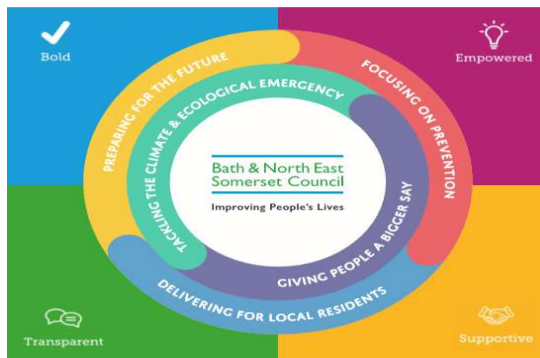 Bold
Empowered
PREPARING FOR THE FUTURE
FOCUSING ON PREVENTION
TACKLING THE CLIMATE & ECOLOGICAL EMERGENCY
Bath & North East
Somerset Council
Improving People's Lives
GIVING PEOPLE A BIGGER SAY
DELIVERING FOR LOCAL RESIDENTS
Transparent
Supportive